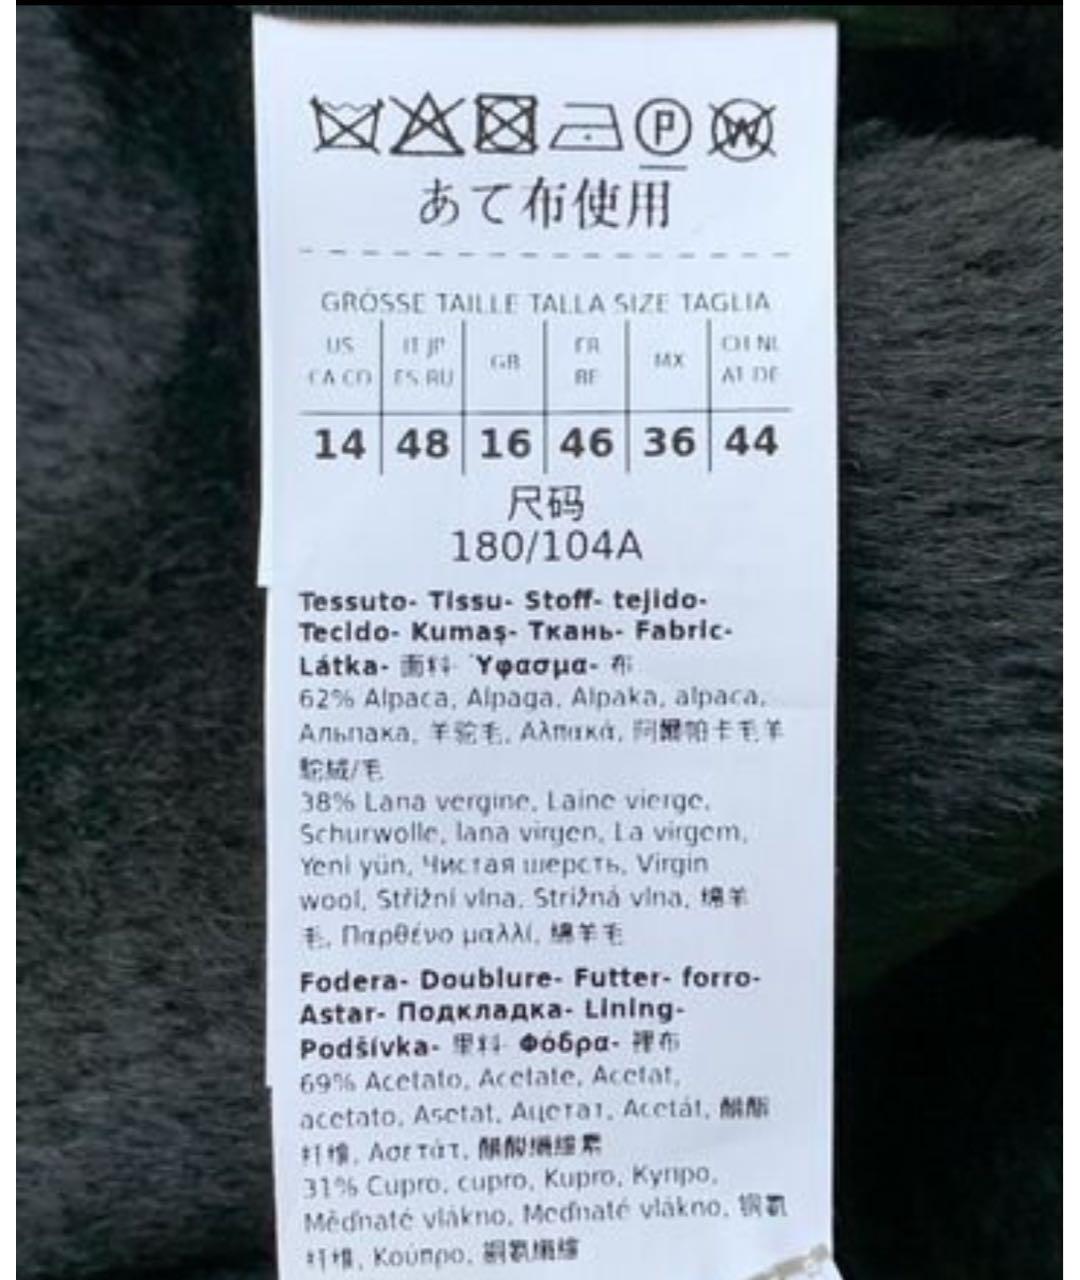 P W
あて布使用
GRÖSSE TAILLE TALLA SIZE TAGLIA
US IT JP GB FR MX CH NL
CA CO ES RU BE AT DE
14 48 16 46 36 44
尺码
180/104A
Tessuto- Tissu- Stoff- tejido-
Tecido- Kumaş- Ткань- Fabric-
Látka- 面料- Ύφασμα- 布
62% Alpaca, Alpaga, Alpaka, alpaca,
Альпака, 羊驼毛, Αλπακά, 阿爾帕卡毛羊
駝絨/毛
38% Lana vergine, Laine vierge,
Schurwolle, lana virgen, La virgem,
Yeni yün, Чистая шерсть, Virgin
wool, Střižní vlna, Strižná vlna, 绵羊
毛, Παρθένο μαλλί, 綿羊毛
Fodera- Doublure- Futter- forro-
Astar- Подкладка- Lining-
Podšívka- 里料- Φόδρα- 裡布
69% Acetato, Acetate, Acetat,
acetato, Asetat, Ацетат, Acetát, 醋酯
纤维, Ασετάτ, 醋酸纖維素
31% Cupro, cupro, Kupro, Купро,
Měďnaté vlákno, Meďnaté vlákno, 铜氨
纤维, Κούπρο, 銅氨纖維